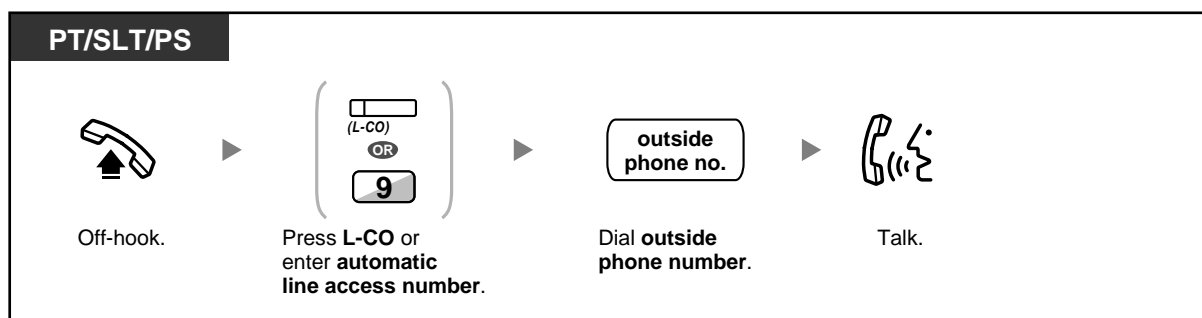 PT/SLT/PS
(L-CO)
OR
9
outside
phone no.
Off-hook.
Press L-CO or
enter automatic
line access number.
Dial outside
phone number.
Talk.